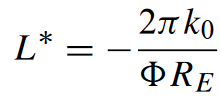 L* = − 2πk₀ / ΦR_E